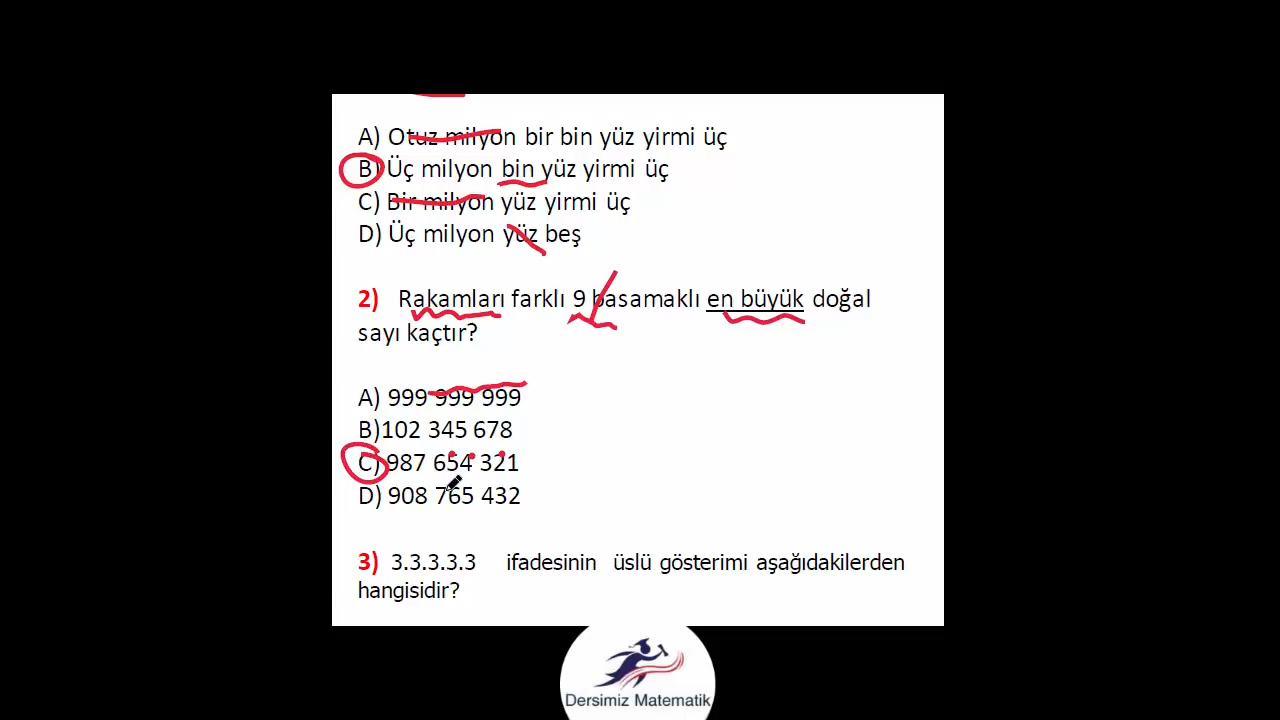 A) Otuz milyon bir bin yüz yirmi üç
B) Üç milyon bin yüz yirmi üç
C) Bir milyon yüz yirmi üç
D) Üç milyon yüz beş
2) Rakamları farklı 9 basamaklı en büyük doğal
sayı kaçtır?
A) 999 999 999
B)102 345 678
C) 987 654 321
D) 908 765 432
3) 3.3.3.3.3 ifadesinin üslü gösterimi aşağıdakilerden
hangisidir?
Dersimiz Matematik